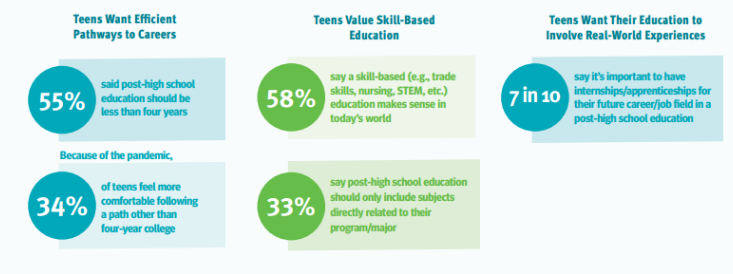 Teens Want Efficient
Pathways to Careers
55%
said post-high school
education should be
less than four years
Because of the pandemic,
34%
of teens feel more
comfortable following
a path other than
four-year college
Teens Value Skill-Based
Education
58%
say a skill-based (e.g., trade
skills, nursing, STEM, etc.)
education makes sense in
today's world
33%
say post-high school education
should only include subjects
directly related to their
program/major
Teens Want Their Education to
Involve Real-World Experiences
7 in 10
say it's important to have
internships/apprenticeships for
their future career/job field in a
post-high school education